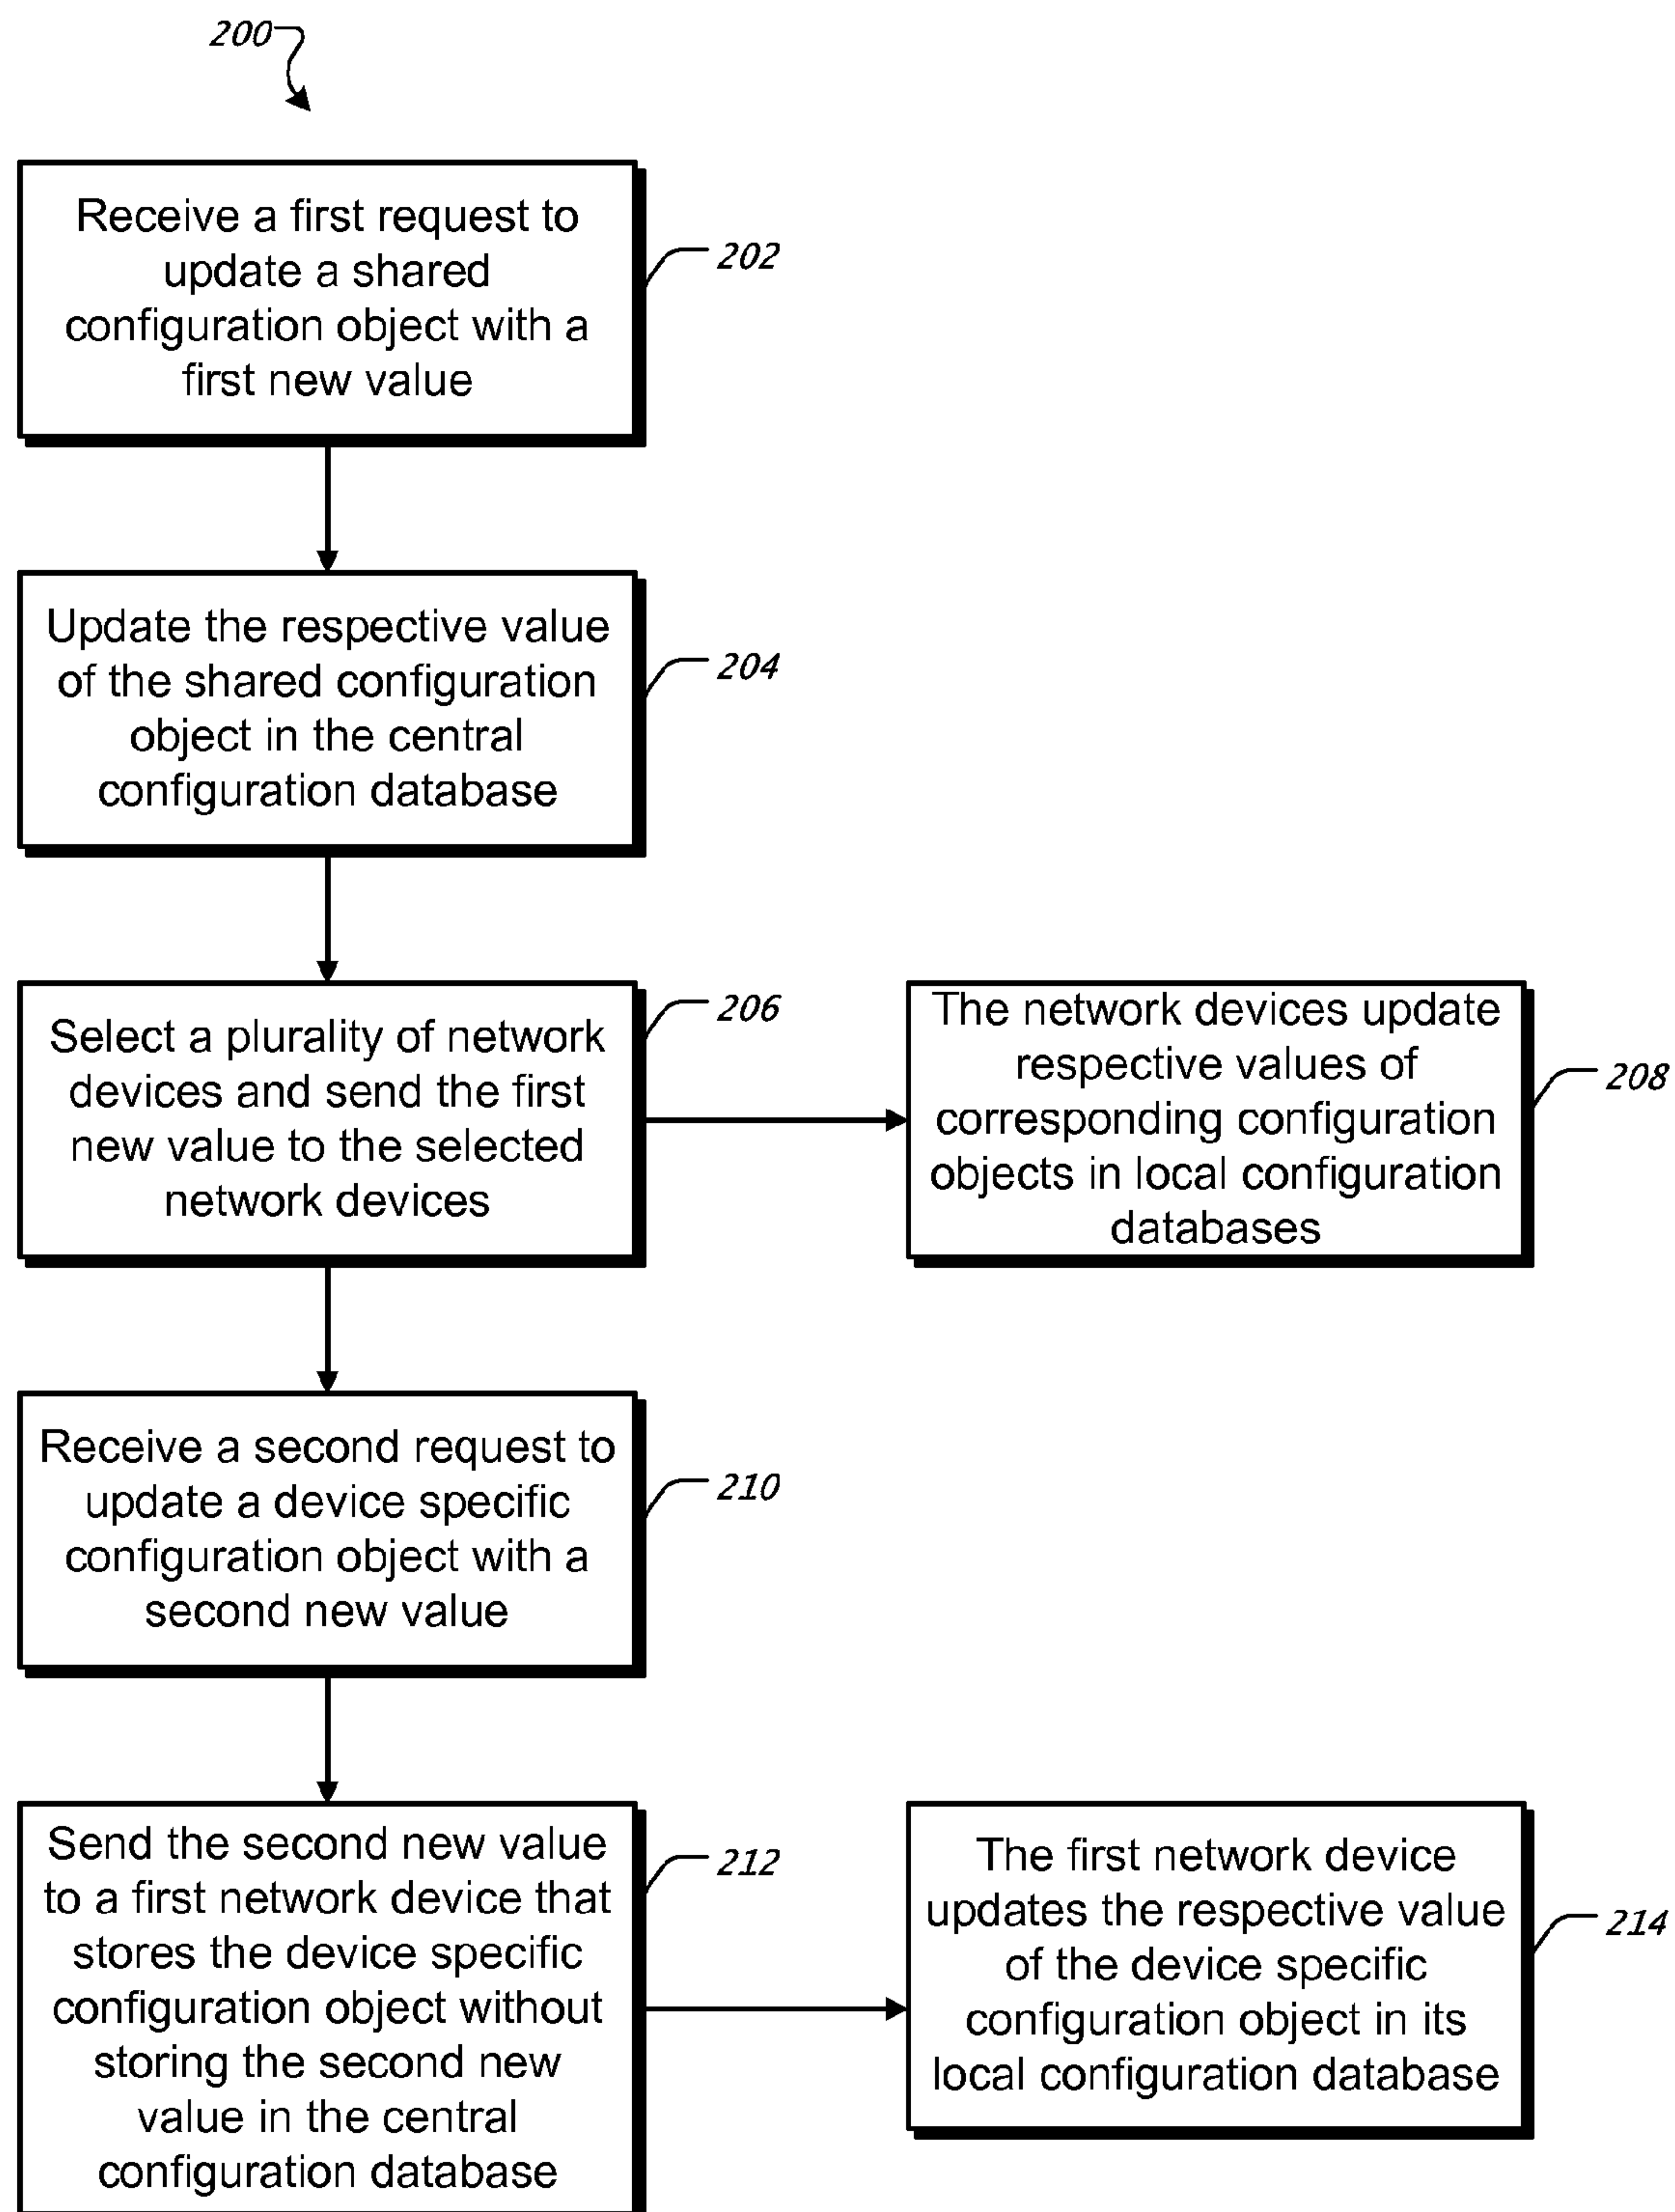 200
Receive a first request to
update a shared
configuration object with a
first new value
202
Update the respective value
of the shared configuration
object in the central
configuration database
204
Select a plurality of network
devices and send the first
new value to the selected
network devices
206
The network devices update
respective values of
corresponding configuration
objects in local configuration
databases
208
Receive a second request to
update a device specific
configuration object with a
second new value
210
Send the second new value
to a first network device that
stores the device specific
configuration object without
storing the second new
value in the central
configuration database
212
The first network device
updates the respective value
of the device specific
configuration object in its
local configuration database
214